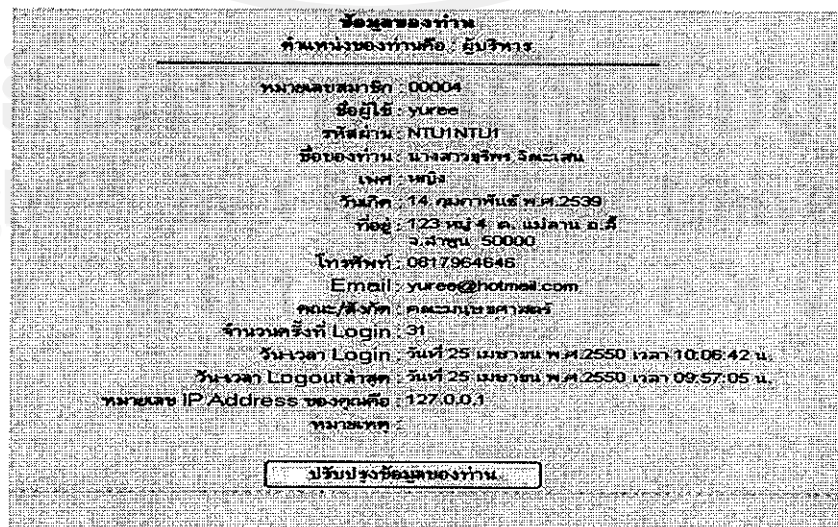 ข้อมูลของท่าน
ตำแหน่งของท่านคือ : ผู้บริหาร
หมายเลขสมาชิก : 00004
ชื่อผู้ใช้ : yuree
รหัสผ่าน : NTU1NTU1
ชื่อของท่าน : นางสาวยุรีพร
เพศ : หญิง
วันเกิด : 14 กุมภาพันธ์ พ.ศ.2539
ที่อยู่ : 123 หมู่ 4 ต. แม่ลาน อ.ลี้
จ.ลำพูน 50000
โทรศัพท์ : 0817964646
Email : yuree@hotmail.com
คณะ/สังกัด : คณะมนุษยศาสตร์
จำนวนครั้งที่ Login : 31
วัน-เวลา Login : วันที่ 25 เมษายน พ.ศ.2550 เวลา 10:06:42 น.
วัน-เวลา Logoutล่าสุด : วันที่ 25 เมษายน พ.ศ.2550 เวลา 09:57:05 น.
หมายเลข IP Address ของคุณคือ : 127.0.0.1
หมายเหตุ :
ปรับปรุงข้อมูลของท่าน